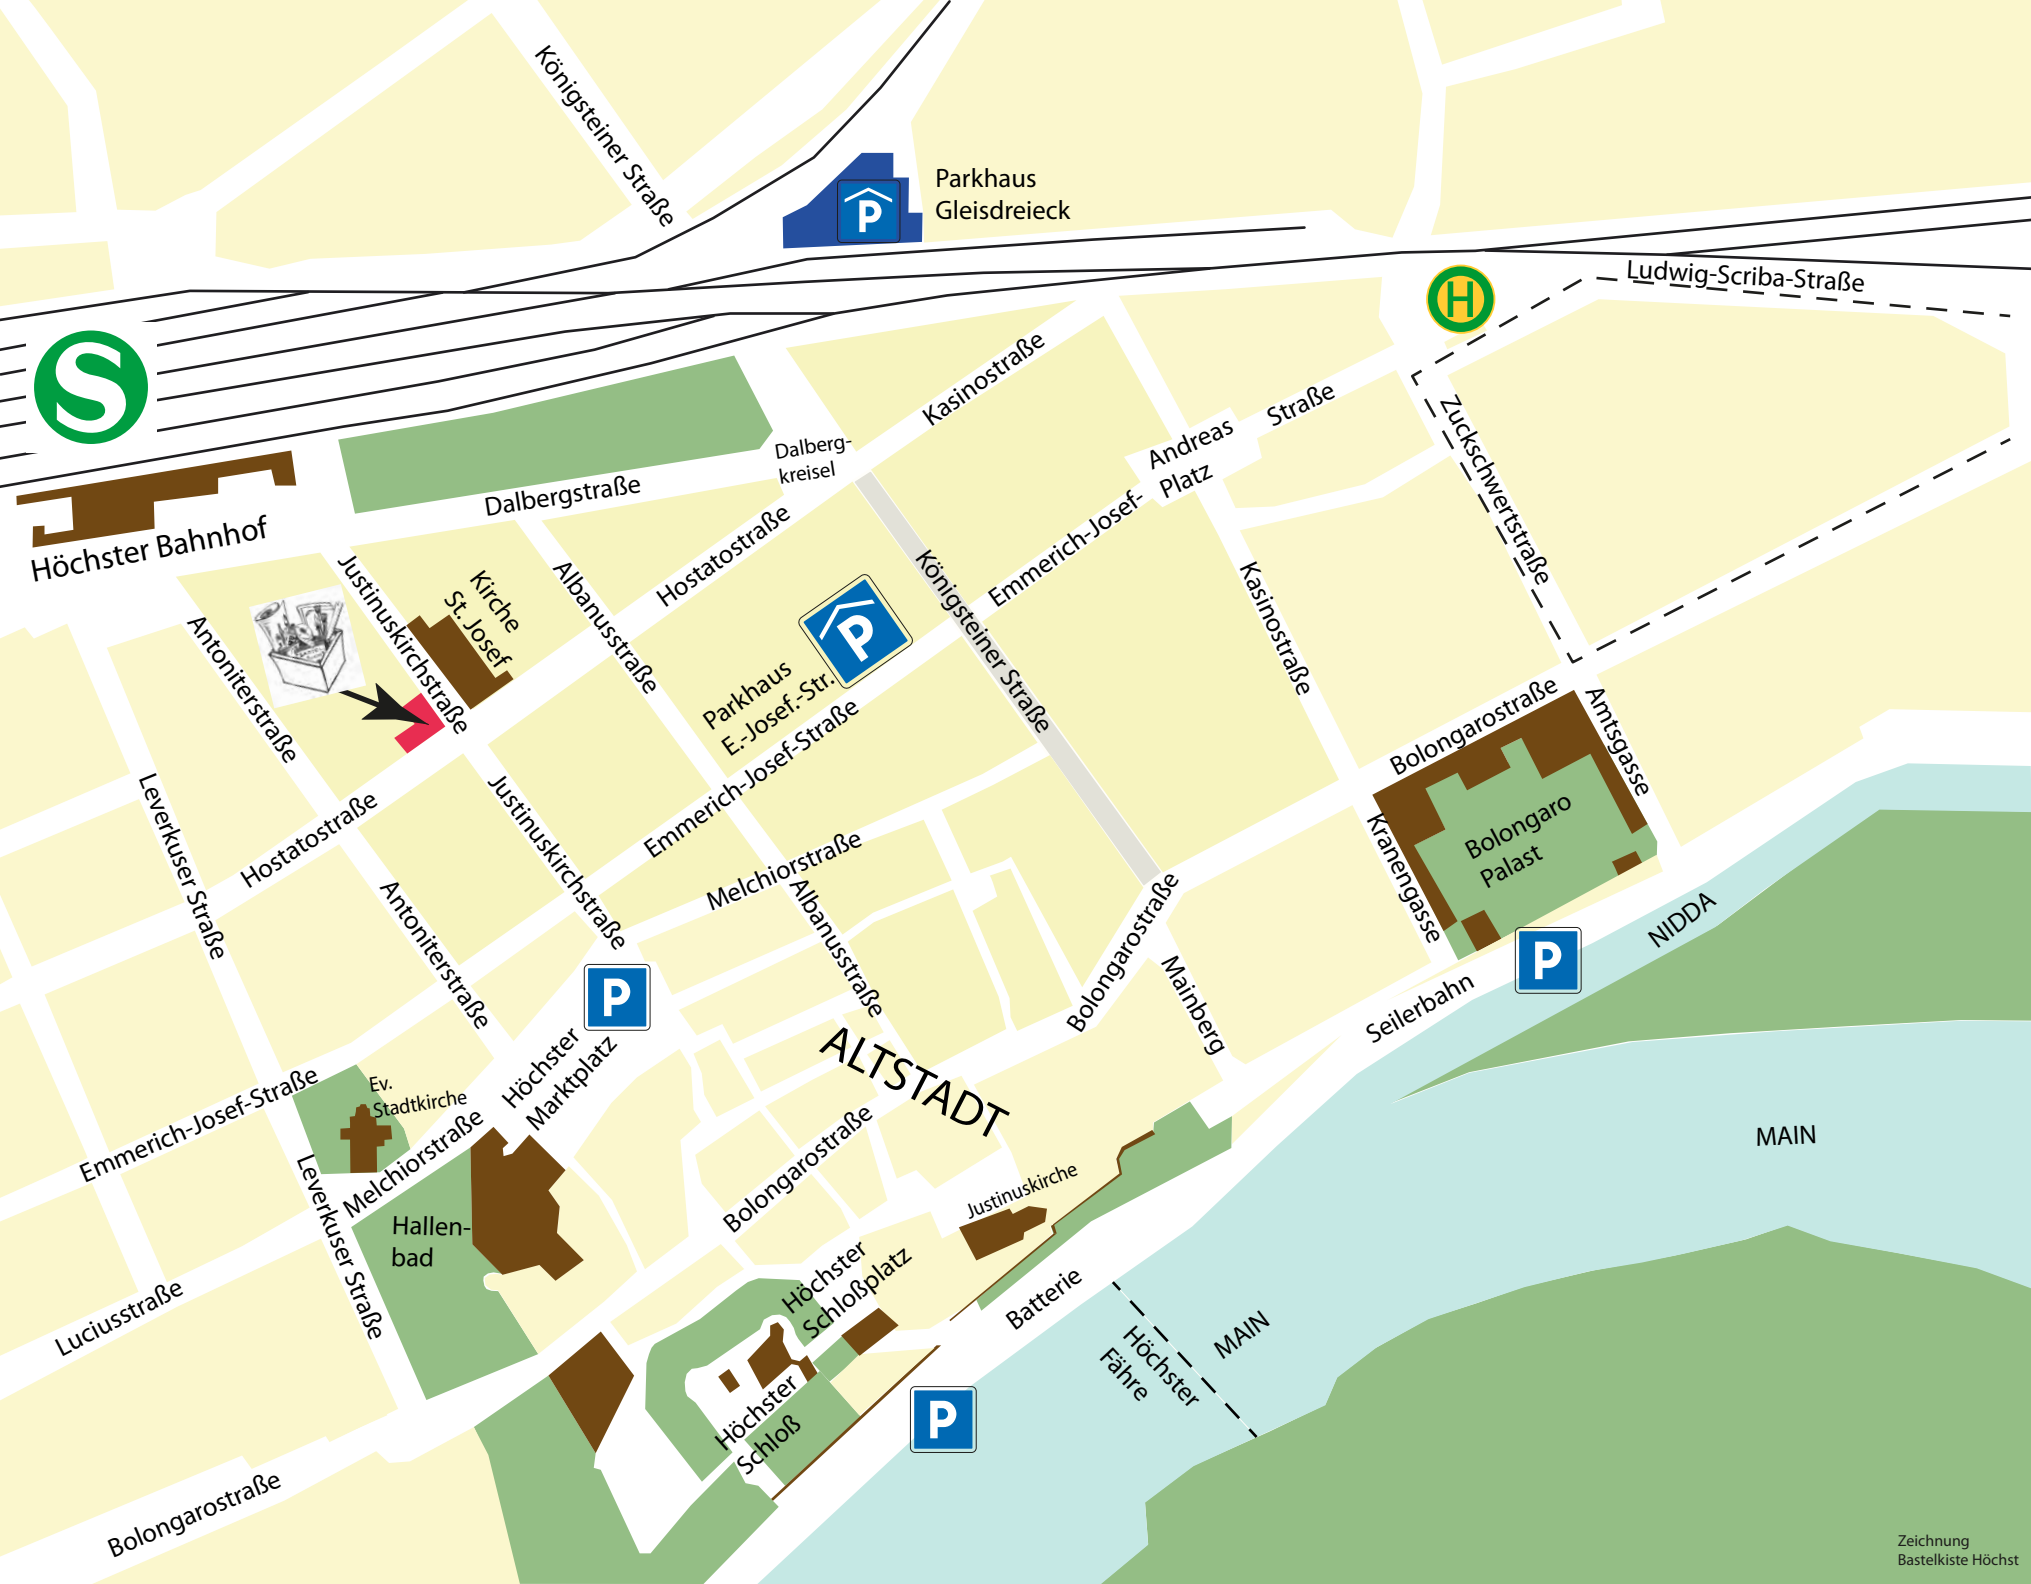 Königsteiner Straße
P
Parkhaus
Gleisdreieck
Ludwig-Scriba-Straße
H
S
Kasinostraße
Straße
Andreas
Platz
Zuckschwertstraße
Dalberg-
kreisel
Dalbergstraße
Höchster Bahnhof
Hostatostraße
Emmerich-Josef-
Königsteiner Straße
Justinuskirchstraße
Kirche
St. Josef
Albanusstraße
Kasinostraße
Antoniterstraße
P
Parkhaus
E.-Josef.-Str.
Emmerich-Josef-Straße
Bolongarostraße
Amtsgasse
Leverkuser Straße
Hostatostraße
Justinuskirchstraße
Melchiorstraße
Bolongaro
Palast
Kranengasse
Antoniterstraße
Albanusstraße
Bolongarostraße
Mainberg
NIDDA
P
Seilerbahn
P
Höchster
Marktplatz
ALTSTADT
Emmerich-Josef-Straße
Ev.
Stadtkirche
Melchiorstraße
Bolongarostraße
MAIN
Justinuskirche
Leverkuser Straße
Hallen-
bad
Höchster
Schloßplatz
Batterie
Luciusstraße
MAIN
Höchster
Fähre
Höchster
Schloß
P
Bolongarostraße
Zeichnung
Bastelkiste Höchst